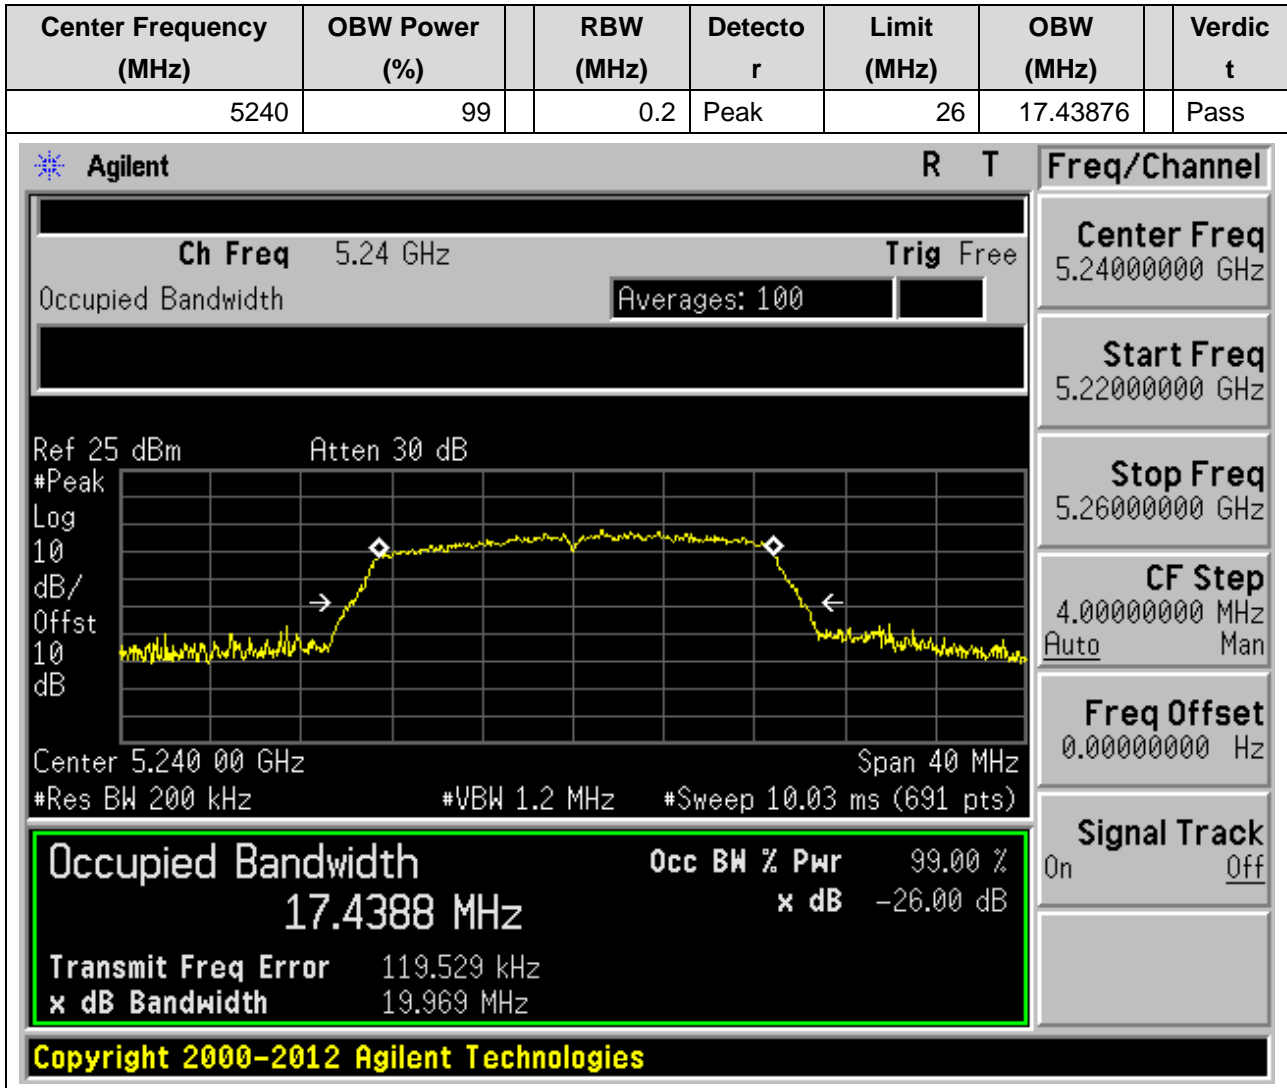 Center Frequency (MHz) OBW Power (%) RBW (MHz) Detecto r Limit (MHz) OBW (MHz) Verdic t
5240 99 0.2 Peak 26 17.43876 Pass
Agilent R T Freq/Channel
Ch Freq 5.24 GHz Trig Free
Occupied Bandwidth Averages: 100
Center Freq
5.24000000 GHz
Start Freq
5.22000000 GHz
Stop Freq
5.26000000 GHz
CF Step
4.00000000 MHz
Auto Man
Freq Offset
0.00000000 Hz
Signal Track
On Off
Ref 25 dBm Atten 30 dB
#Peak
Log
10
dB/
Offst
10
dB
Center 5.240 00 GHz Span 40 MHz
#Res BW 200 kHz #VBW 1.2 MHz #Sweep 10.03 ms (691 pts)
Occupied Bandwidth Occ BW % Pwr 99.00 %
17.4388 MHz x dB -26.00 dB
Transmit Freq Error 119.529 kHz
x dB Bandwidth 19.969 MHz
Copyright 2000-2012 Agilent Technologies